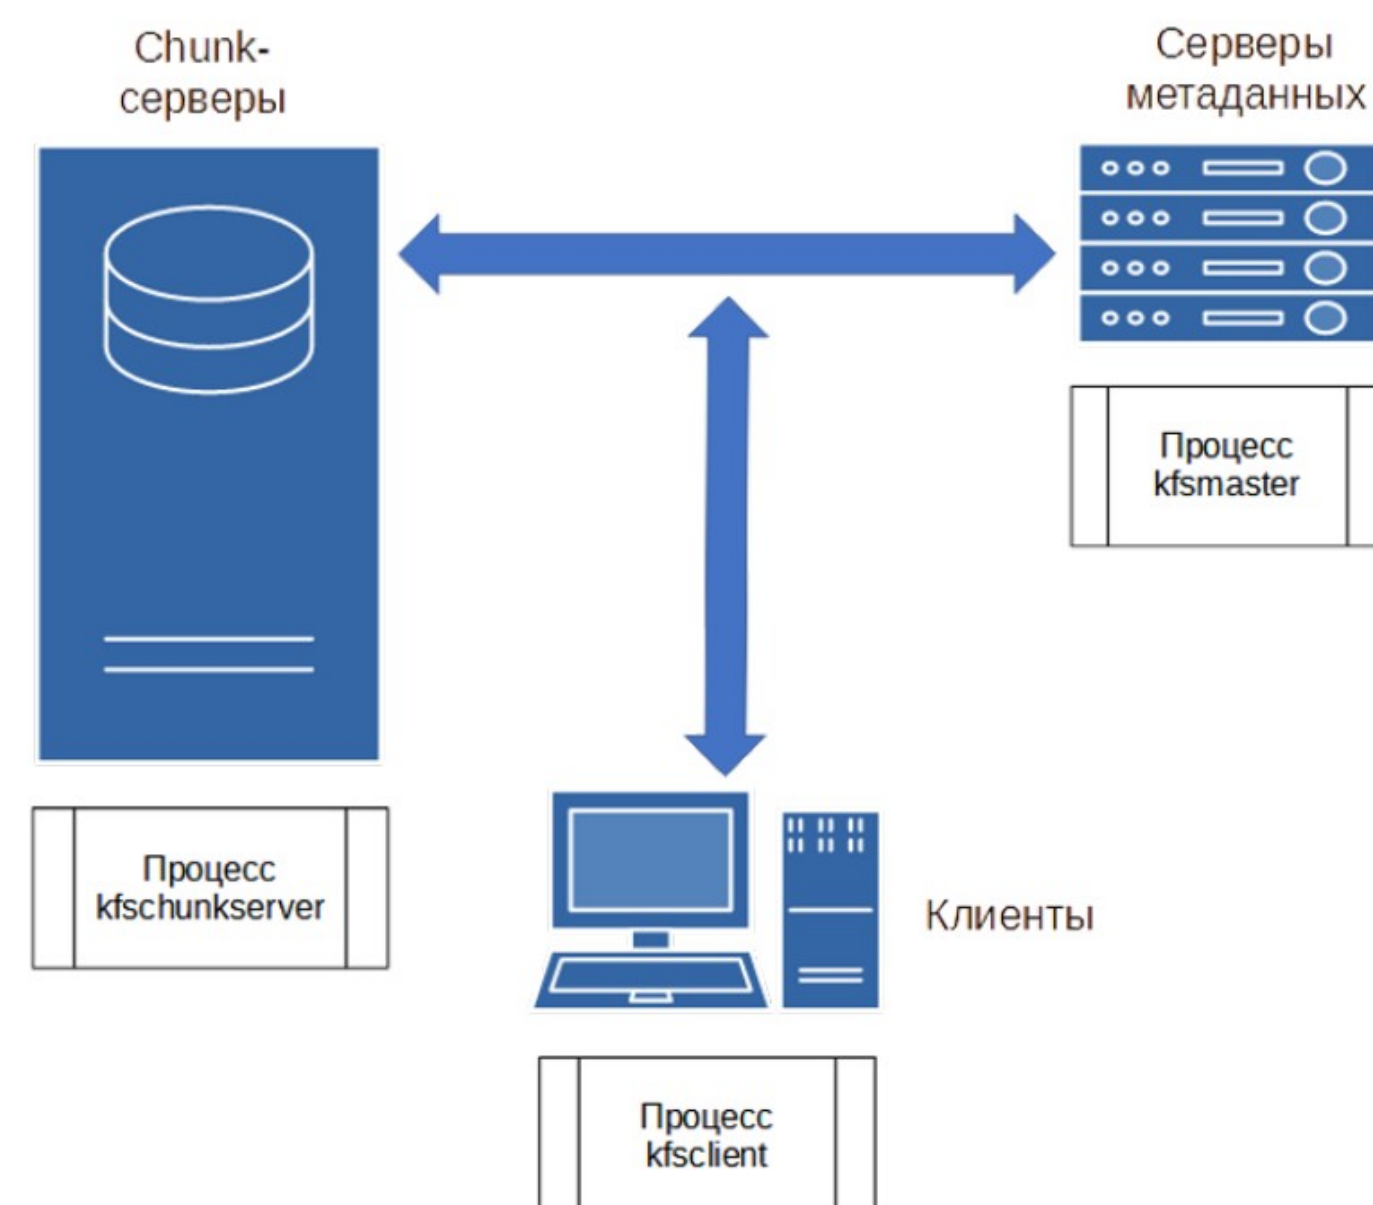 Chunk-
серверы
Серверы
метаданных
Процесс
kfsmaster
Процесс
kfschunkserver
Клиенты
Процесс
kfsclient